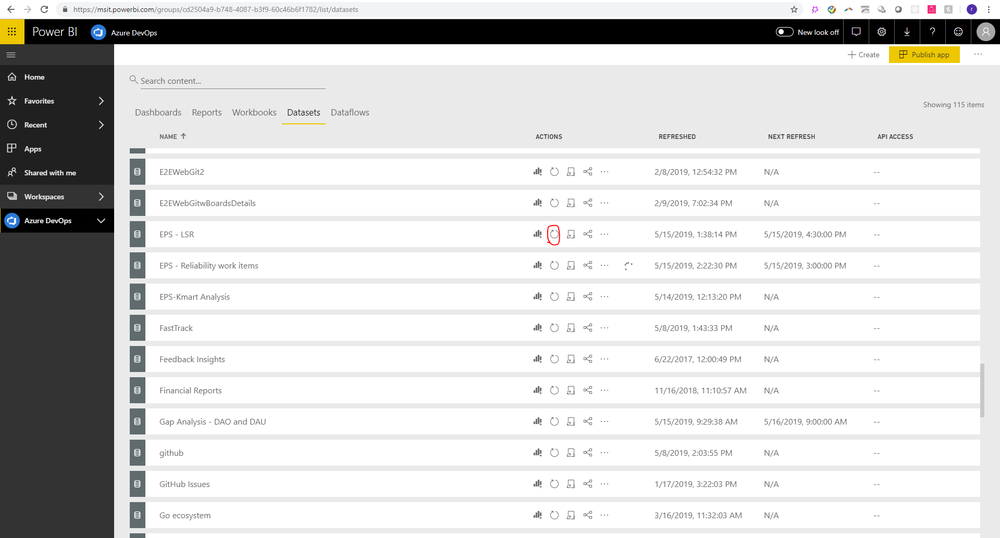 https://msit.powerbi.com/groups/cd2504a9-b748-4087-b3f9-60c46b6f1782/list/datasets
r
Power BI
Azure DevOps
New look off
?
Create
Publish app
...
Home
Favorites
Recent
Apps
Shared with me
Workspaces
Azure DevOps
Search content...
Showing 115 items
Dashboards Reports Workbooks Datasets Dataflows
NAME ACTIONS REFRESHED NEXT REFRESH API ACCESS
E2EWebGit2 ... 2/8/2019, 12:54:32 PM N/A --
E2EWebGitwBoardsDetails ... 2/9/2019, 7:02:34 PM N/A --
EPS - LSR ... 5/15/2019, 1:38:14 PM 5/15/2019, 4:30:00 PM --
EPS - Reliability work items ... 5/15/2019, 2:22:30 PM 5/15/2019, 3:00:00 PM --
EPS-Kmart Analysis ... 5/14/2019, 12:13:20 PM N/A --
FastTrack ... 5/8/2019, 1:43:33 PM N/A --
Feedback Insights ... 6/22/2017, 12:00:49 PM N/A --
Financial Reports ... 11/16/2018, 11:10:57 AM N/A --
Gap Analysis - DAO and DAU ... 5/15/2019, 9:29:38 AM 5/16/2019, 9:00:00 AM --
github ... 5/8/2019, 2:03:55 PM N/A --
GitHub Issues ... 1/17/2019, 3:22:03 PM N/A --
Go ecosystem ... 3/16/2019, 11:32:03 AM N/A --